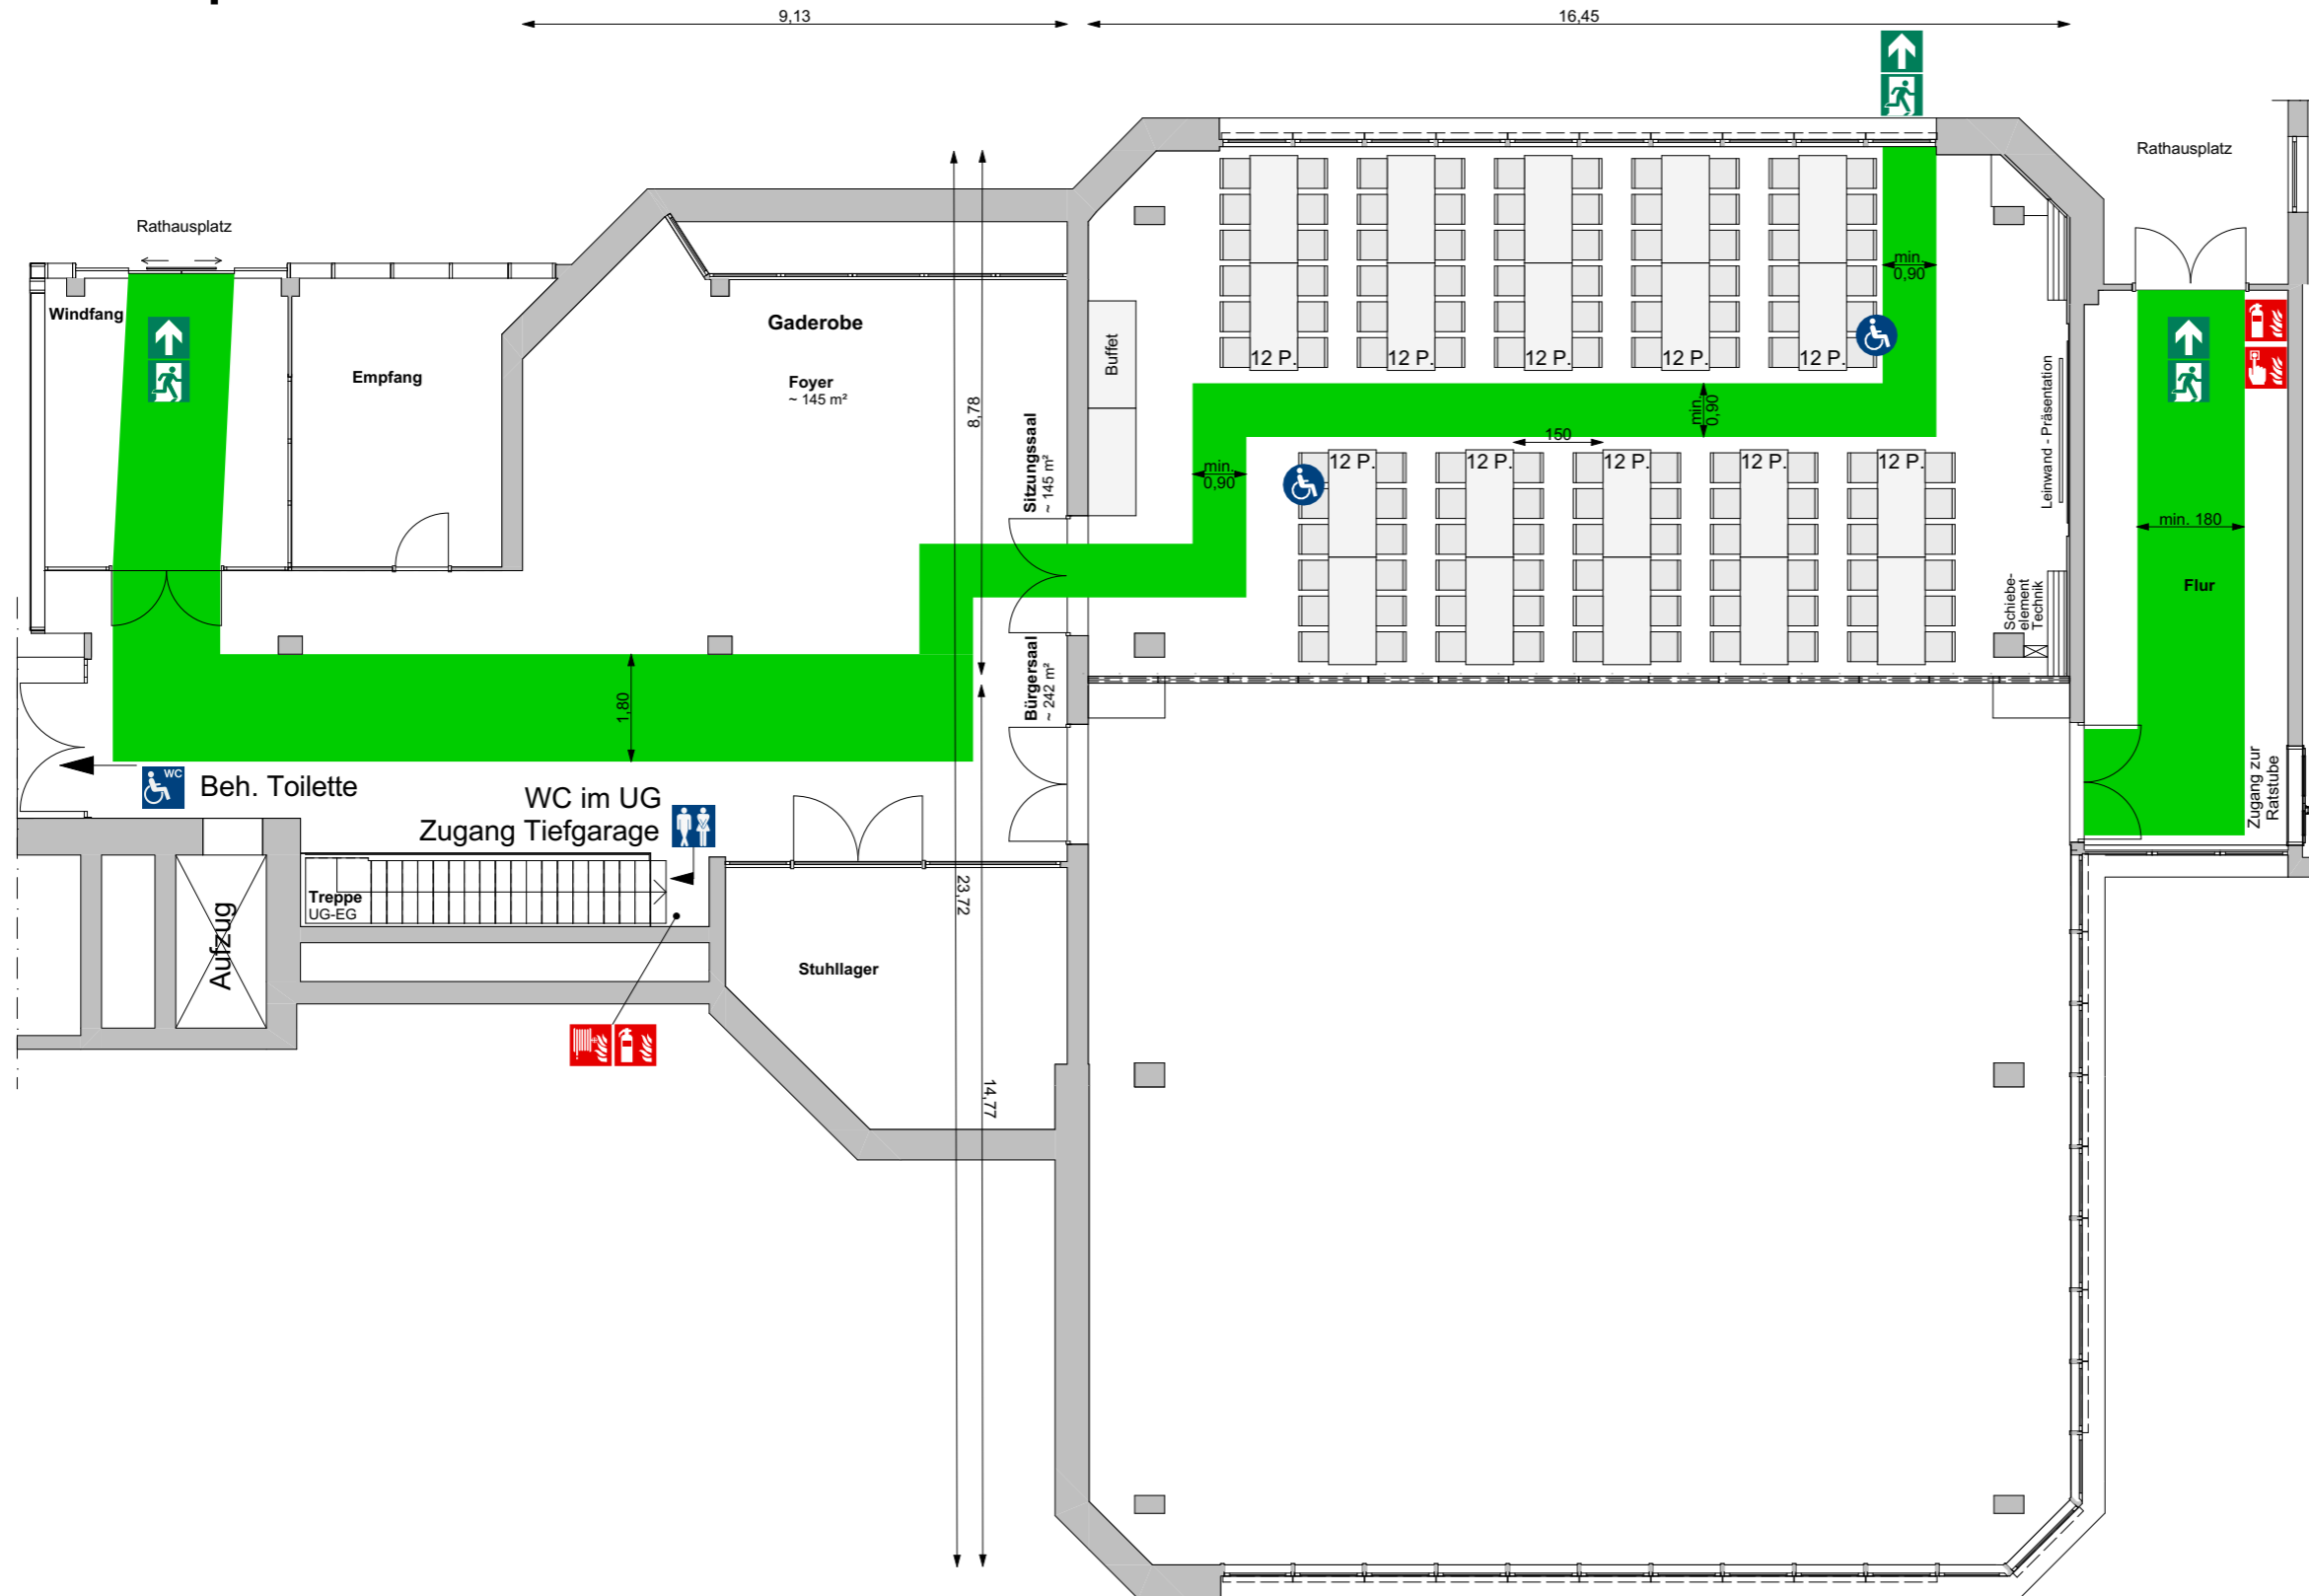 9,13
16,45
Rathausplatz
Rathausplatz
Windfang
Empfang
Gaderobe
Foyer
~ 145 m²
8,78
Sitzungssaal
~ 145 m²
Buffet
12 P.
12 P.
12 P.
12 P.
12 P.
min.
0,90
min.
0,90
min.
0,90
150
12 P.
12 P.
12 P.
12 P.
12 P.
Leinwand - Präsentation
min. 180
Flur
Schiebe-
element
Technik
Bürgersaal
~ 242 m²
1,80
WC
Beh. Toilette
WC im UG
Zugang Tiefgarage
Zugang zur
Ratstube
Treppe
UG-EG
Aufzug
23,72
Stuhllager
14,77